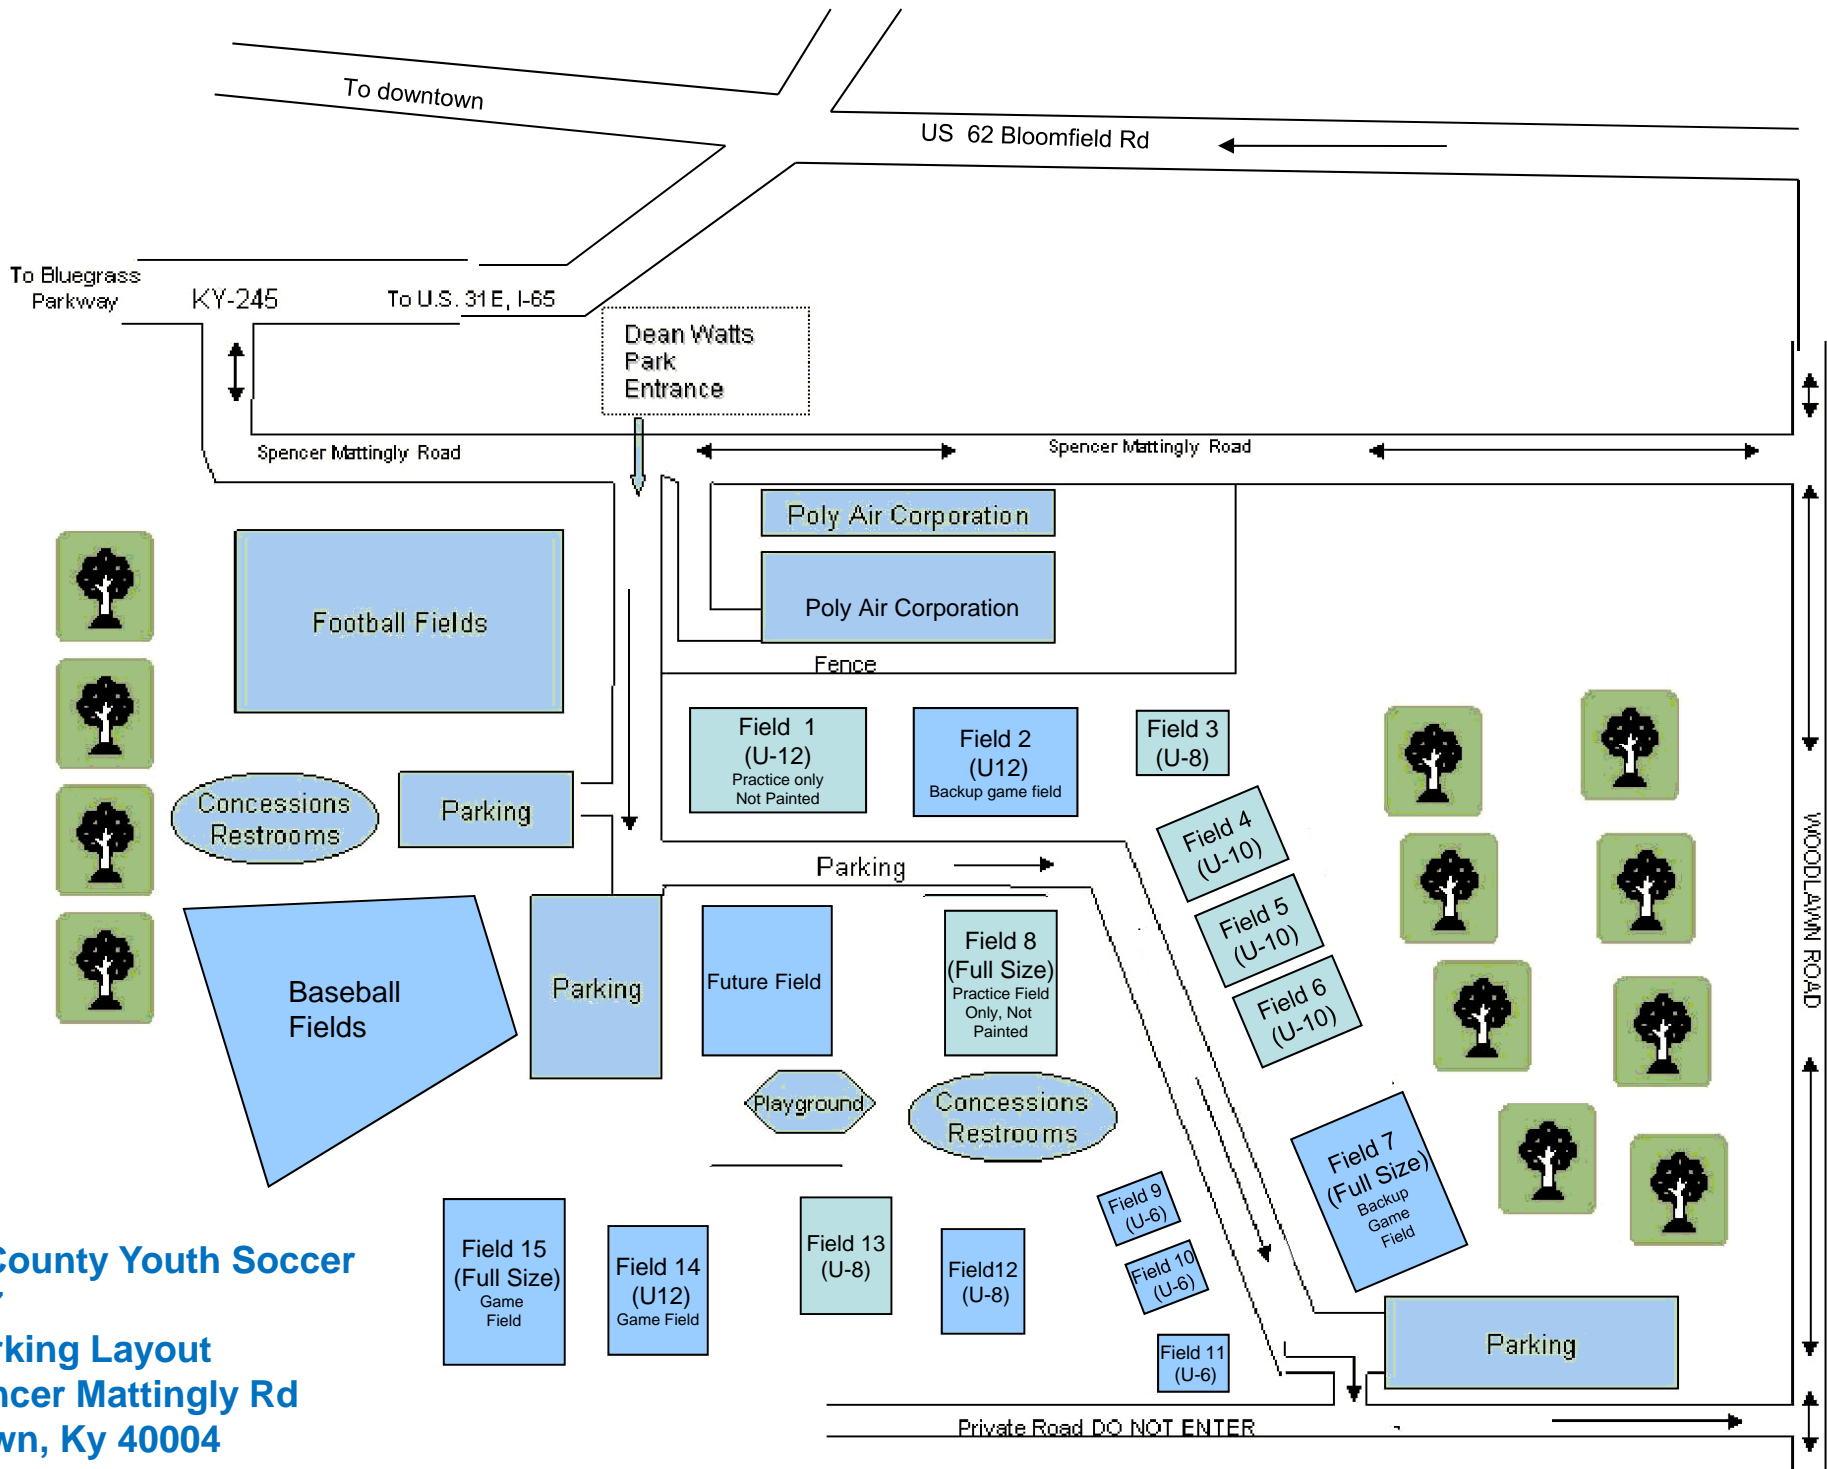 To downtown
US 62 Bloomfield Rd
To Bluegrass
Parkway
KY-245
To U.S. 31E, I-65
Dean Watts
Park
Entrance
Spencer Mattingly Road
Spencer Mattingly Road
Poly Air Corporation
Poly Air Corporation
Football Fields
Fence
Field 1
(U-12)
Practice only
Not Painted
Field 2
(U12)
Backup game field
Field 3
(U-8)
Concessions
Restrooms
Parking
Field 4
(U-10)
Parking
Field 5
(U-10)
WOODLAWN ROAD
Baseball
Fields
Parking
Future Field
Field 8
(Full Size)
Practice Field
Only, Not
Painted
Field 6
(U-10)
Playground
Concessions
Restrooms
Field 7
(Full Size)
Backup
Game
Field
Field 9
(U-6)
Field 10
(U-6)
Field 15
(Full Size)
Game
Field
Field 14
(U12)
Game Field
Field 13
(U-8)
Field12
(U-8)
Field 11
(U-6)
Parking
County Youth Soccer
rking Layout
ncer Mattingly Rd
wn, Ky 40004
Private Road DO NOT ENTER